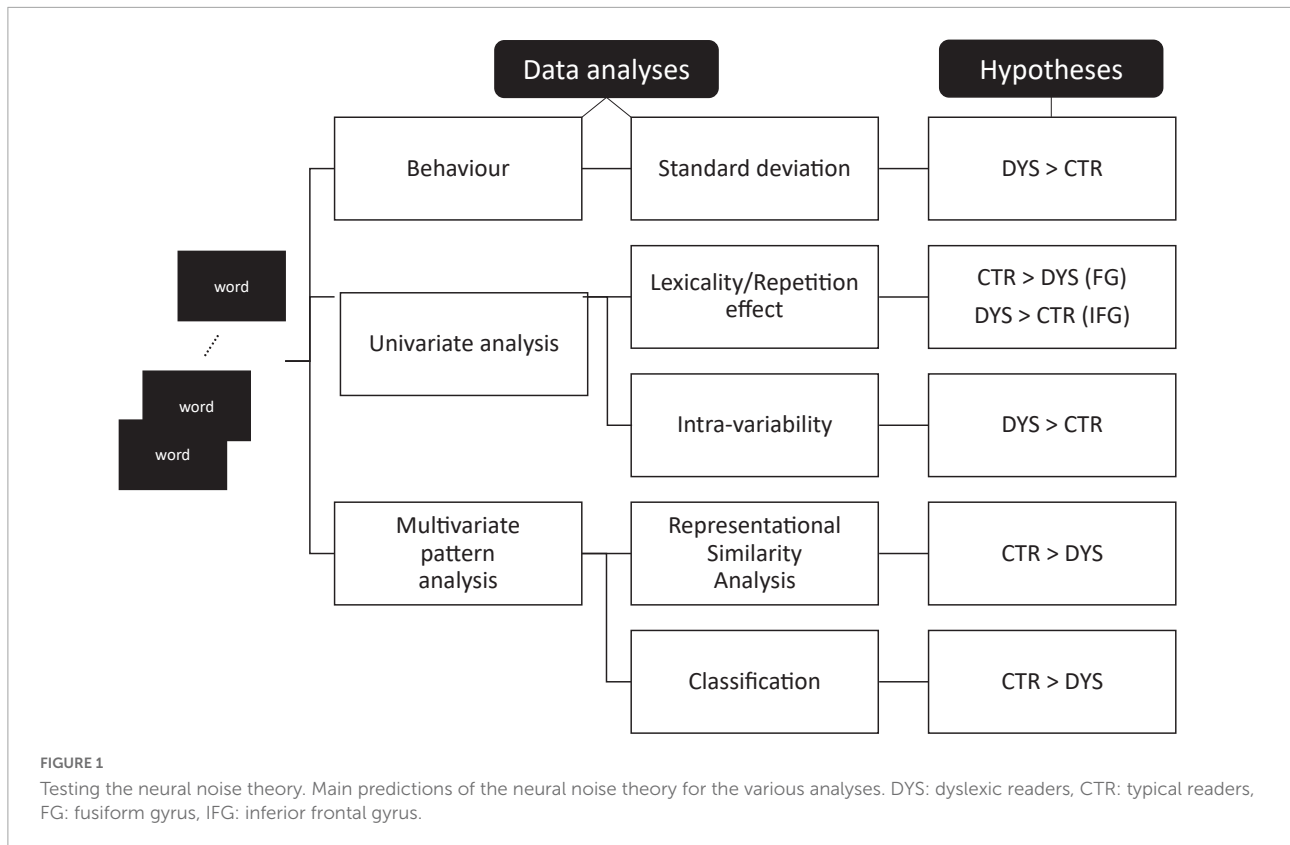 Data analyses
Hypotheses
Behaviour
Standard deviation
DYS > CTR
word
word
word
Univariate analysis
Lexicality/Repetition
effect
CTR > DYS (FG)
DYS > CTR (IFG)
Intra-variability
DYS > CTR
Multivariate
pattern
analysis
Representational
Similarity
Analysis
CTR > DYS
Classification
CTR > DYS
FIGURE 1
Testing the neural noise theory. Main predictions of the neural noise theory for the various analyses. DYS: dyslexic readers, CTR: typical readers,
FG: fusiform gyrus, IFG: inferior frontal gyrus.